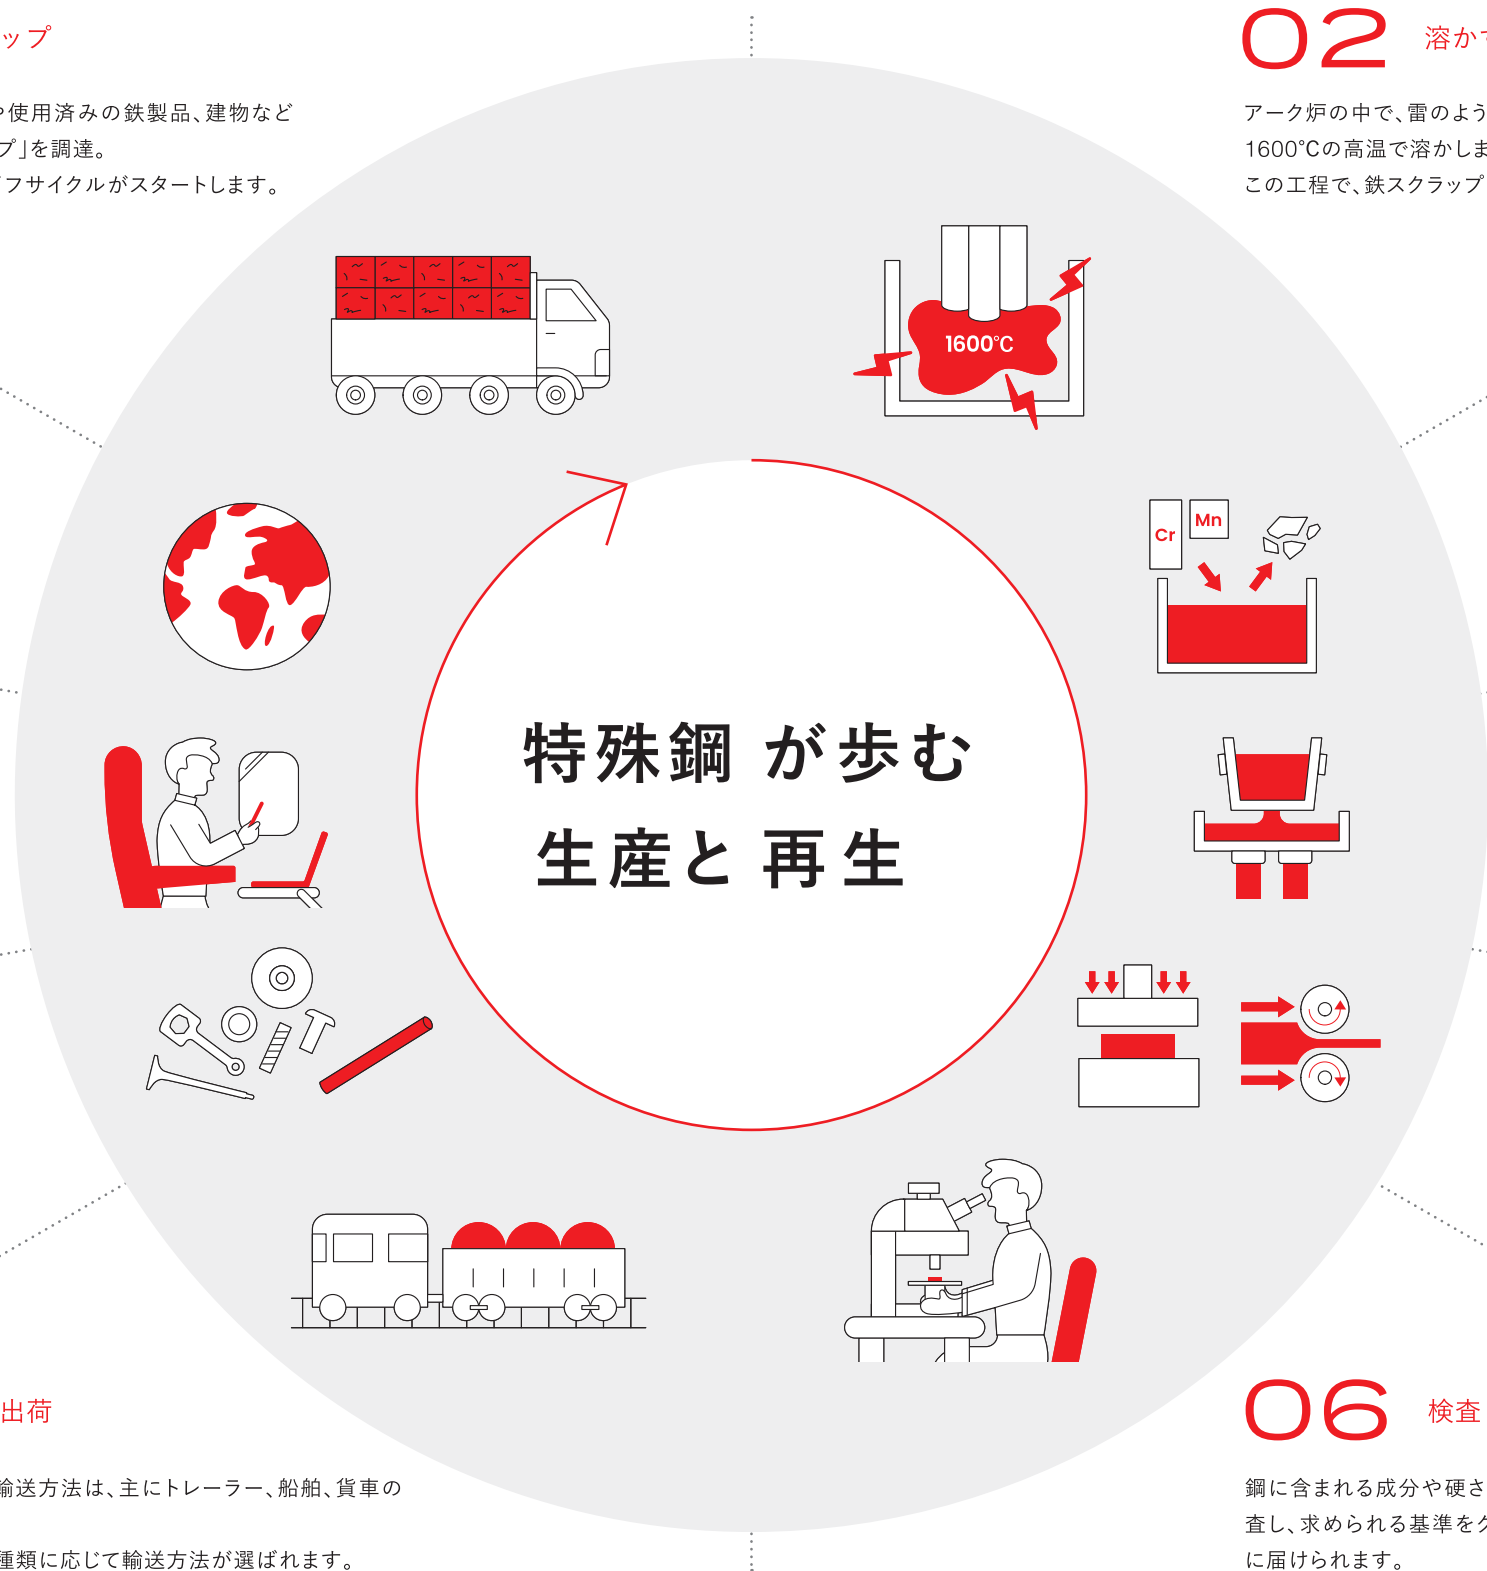 ップ
使用済みの鉄製品、建物など
プ」を調達。
フサイクルがスタートします。
02 溶かす
アーク炉の中で、雷のよう
1600℃の高温で溶かしま
この工程で、鉄スクラップ
1600℃
Cr
Mn
特殊鋼 が歩む
生産と 再生
出荷
輸送方法は、主にトレーラー、船舶、貨車の
種類に応じて輸送方法が選ばれます。
06 検査
鋼に含まれる成分や硬さ
査し、求められる基準をク
に届けられます。